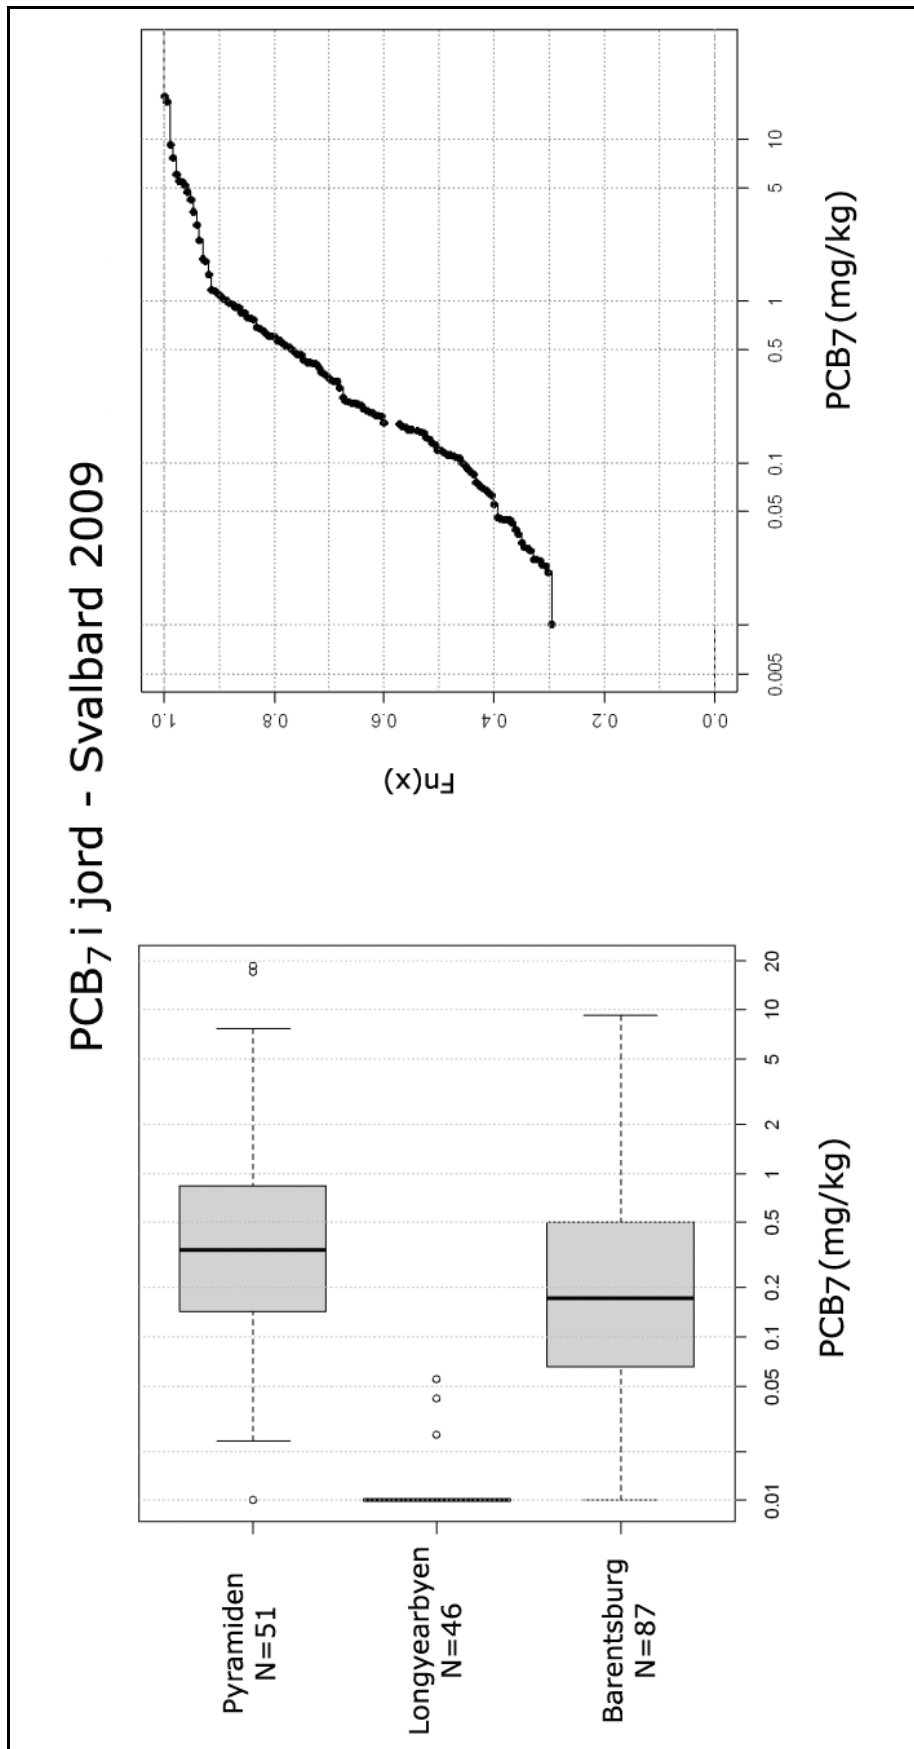 PCB7 i jord - Svalbard 2009
Pyramiden
N=51
Longyearbyen
N=46
Barentsburg
N=87
0.01
0.05
0.1
0.2
0.5
1
2
5
10
20
PCB7 (mg/kg)
Fn(x)
1.0
0.8
0.6
0.4
0.2
0.0
0.005
0.05
0.1
0.5
1
5
10
PCB7 (mg/kg)